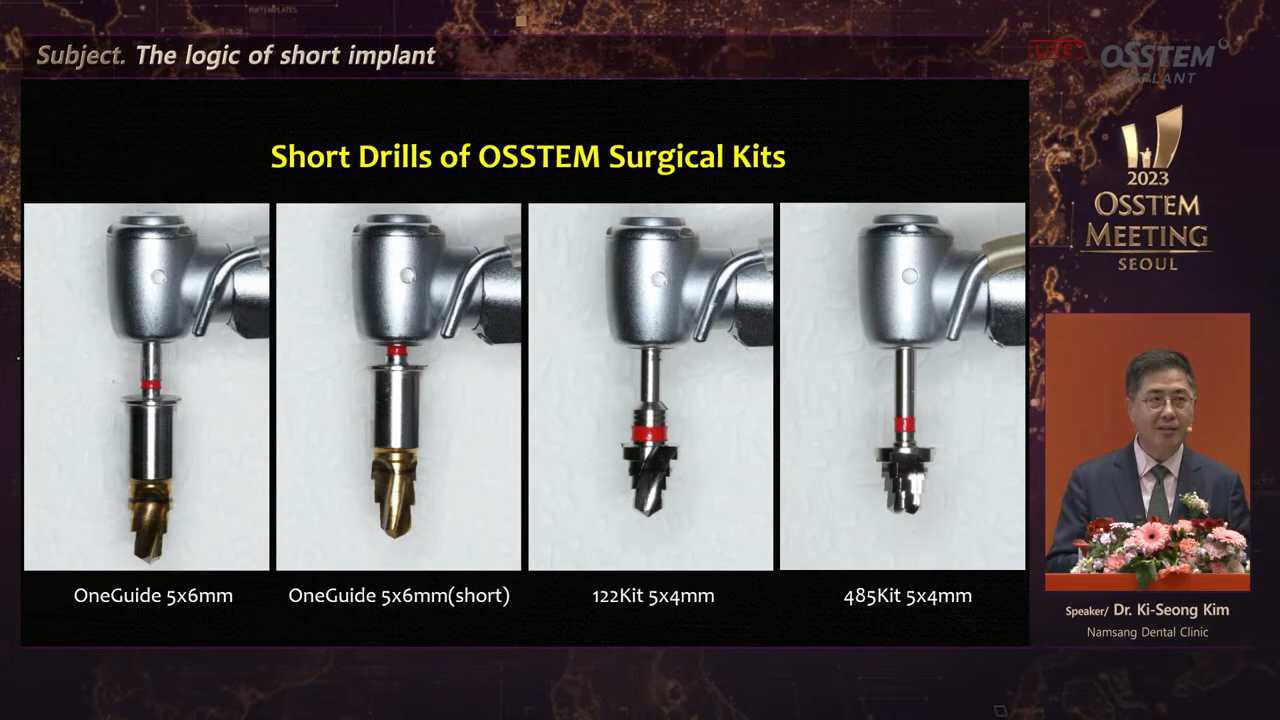 Subject. The logic of short implant
LIVE
OSSTEM
IMPLANT
Short Drills of OSSTEM Surgical Kits
2023
OSSTEM
MEETING
SEOUL
OneGuide 5x6mm
OneGuide 5x6mm(short)
122Kit 5x4mm
485Kit 5x4mm
Speaker/ Dr. Ki-Seong Kim
Namsang Dental Clinic